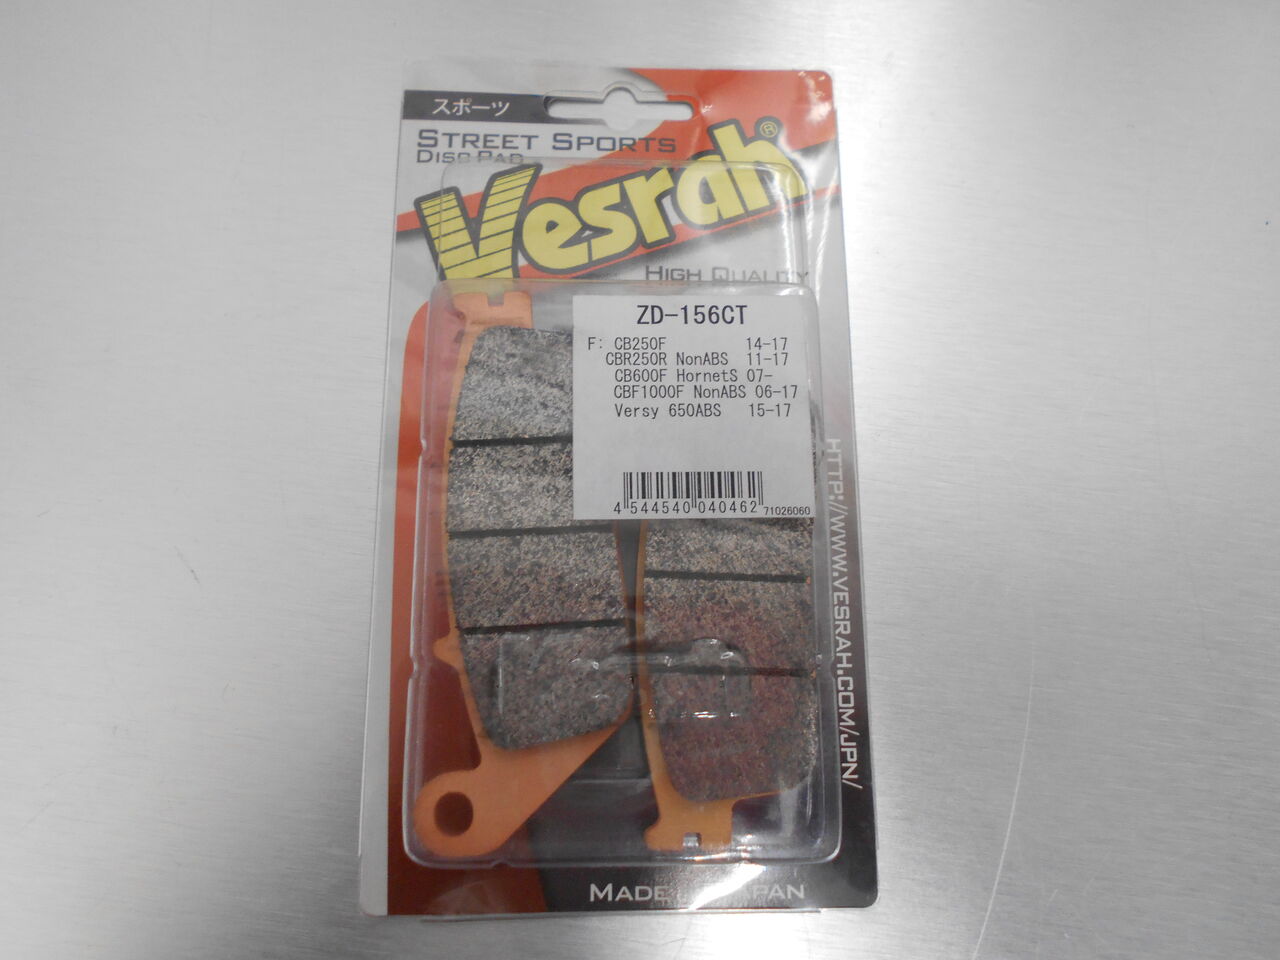 スポーツ
STREET SPORTS
DISC PAD
Vesrah®
HIGH QUALITY
ZD-156CT
F: CB250F 14-17
CBR250R NonABS 11-17
CB600F HornetS 07-
CBF1000F NonABS 06-17
Versy 650ABS 15-17
4 544540 040462
71026060
HTTP://WWW.VESRAH.COM/JPN/
MADE JAPAN